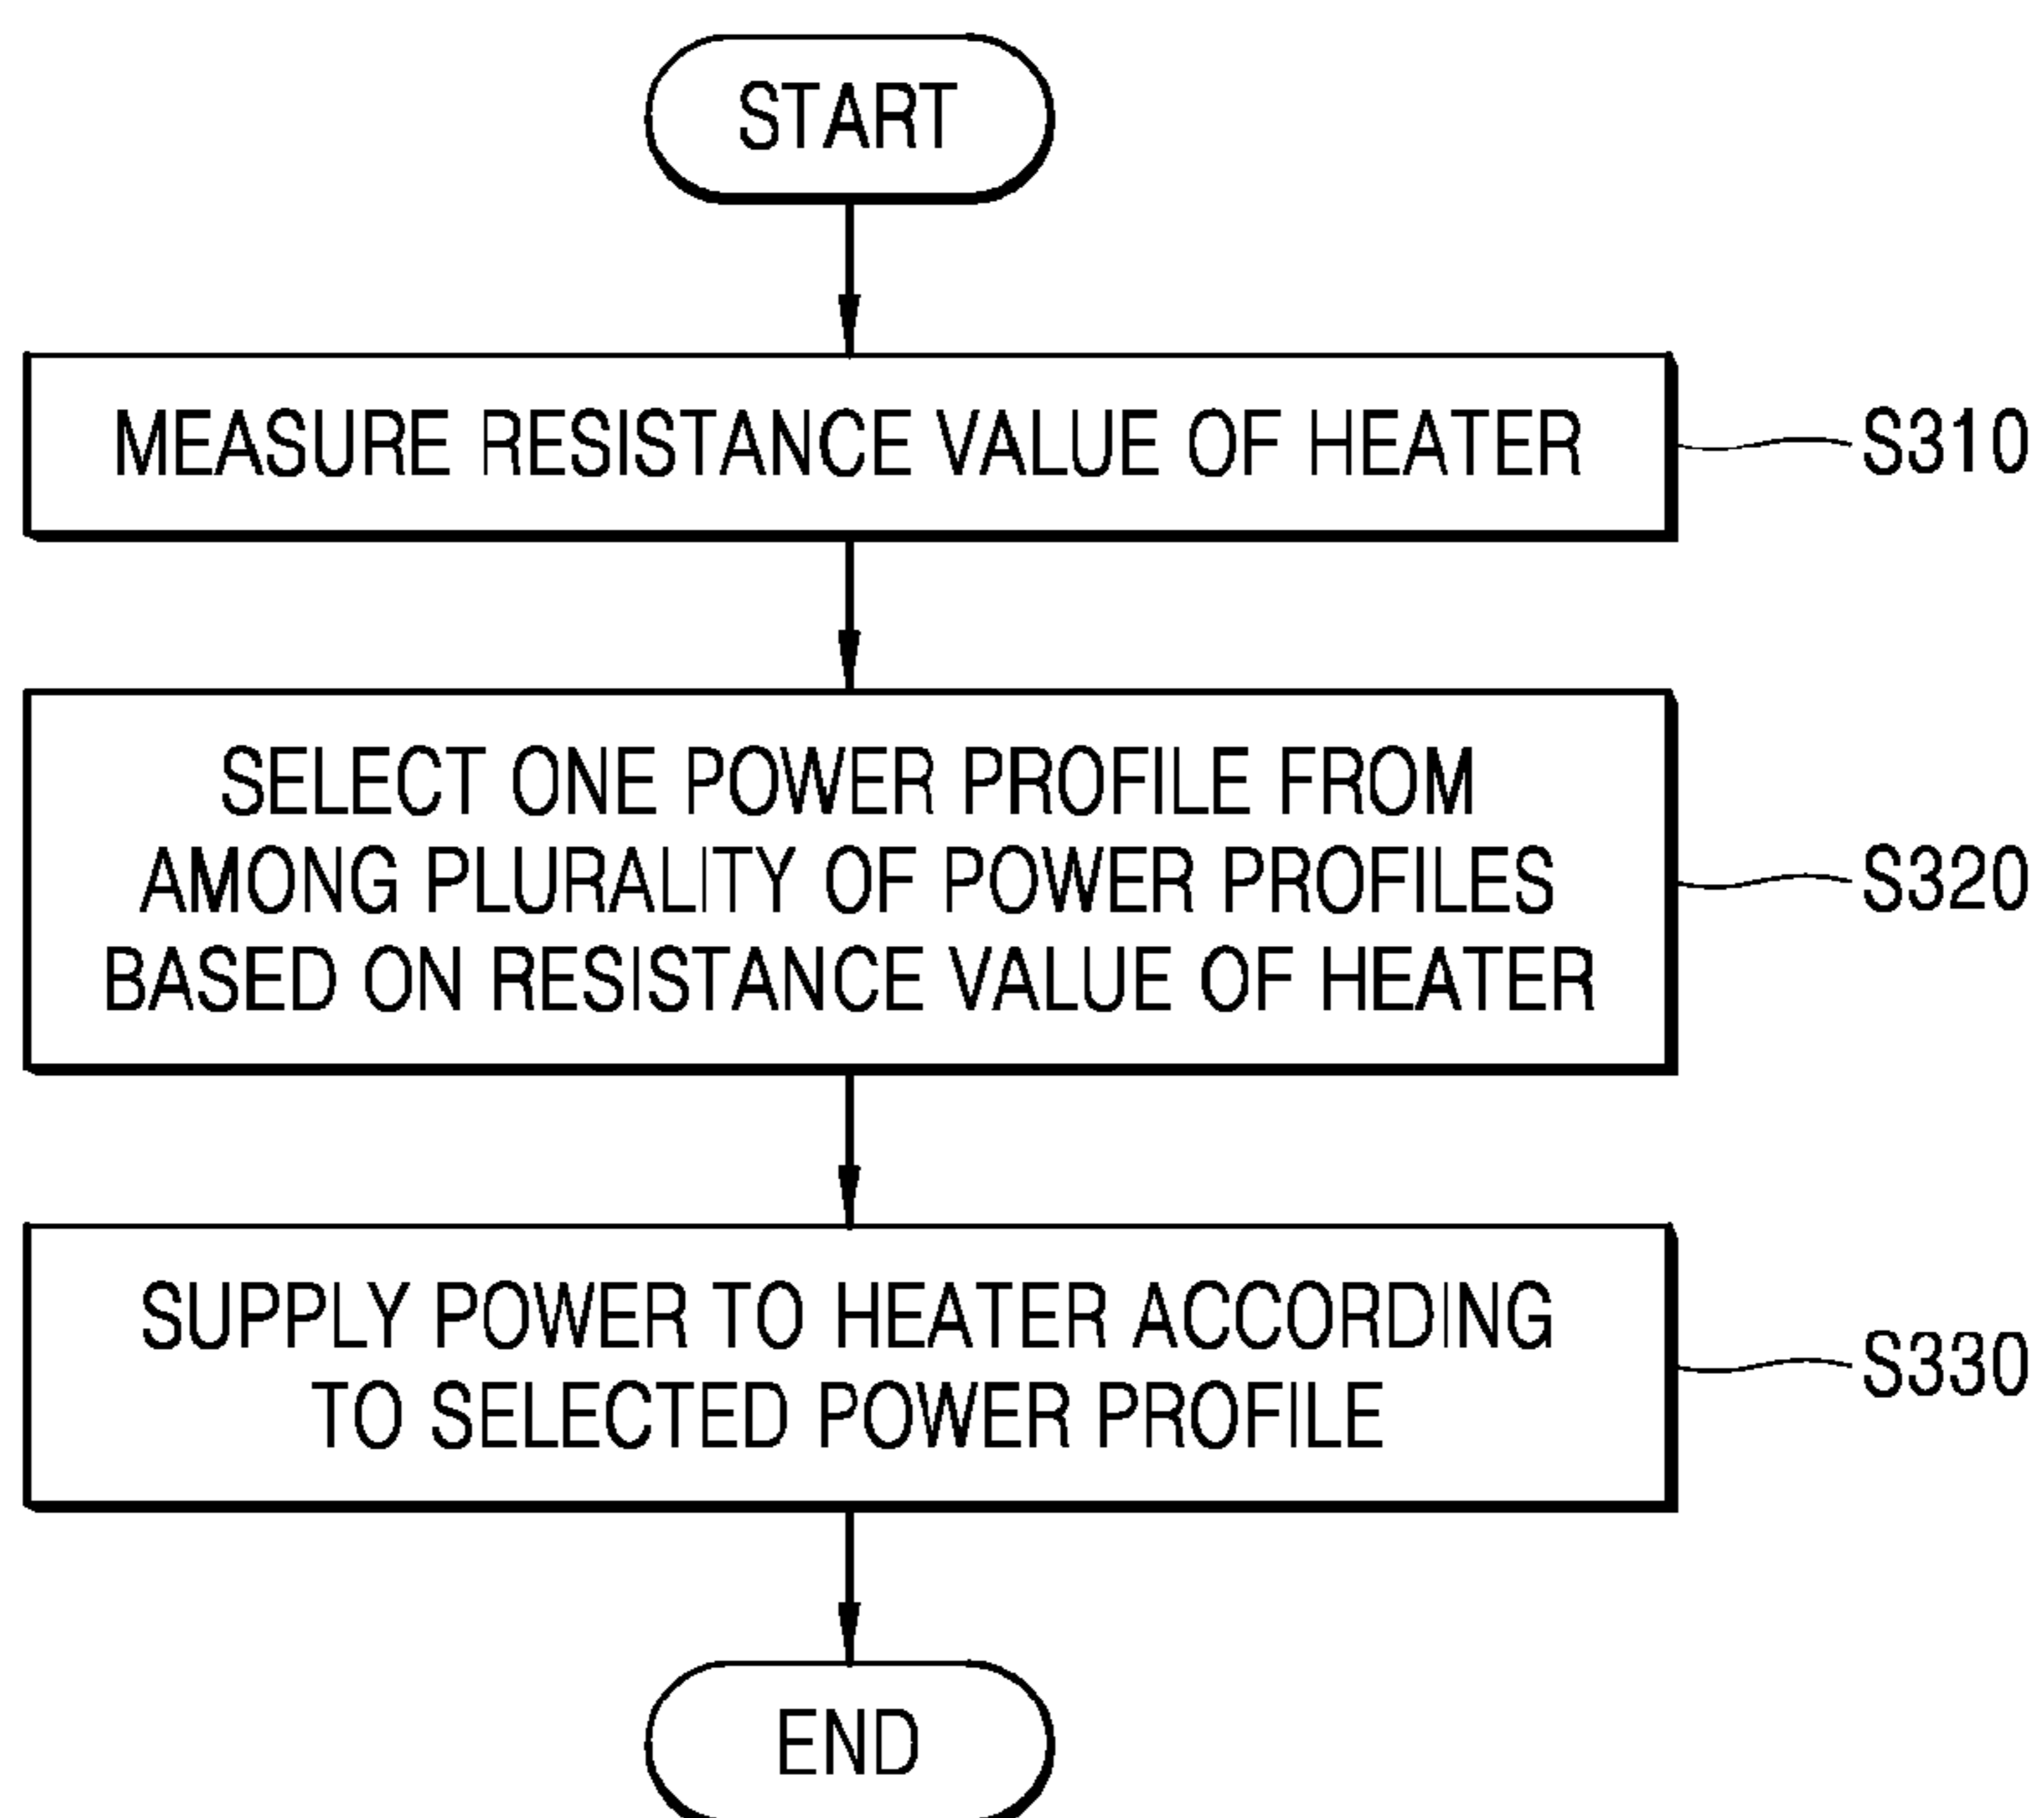 START
MEASURE RESISTANCE VALUE OF HEATER
S310
SELECT ONE POWER PROFILE FROM
AMONG PLURALITY OF POWER PROFILES
BASED ON RESISTANCE VALUE OF HEATER
S320
SUPPLY POWER TO HEATER ACCORDING
TO SELECTED POWER PROFILE
S330
END